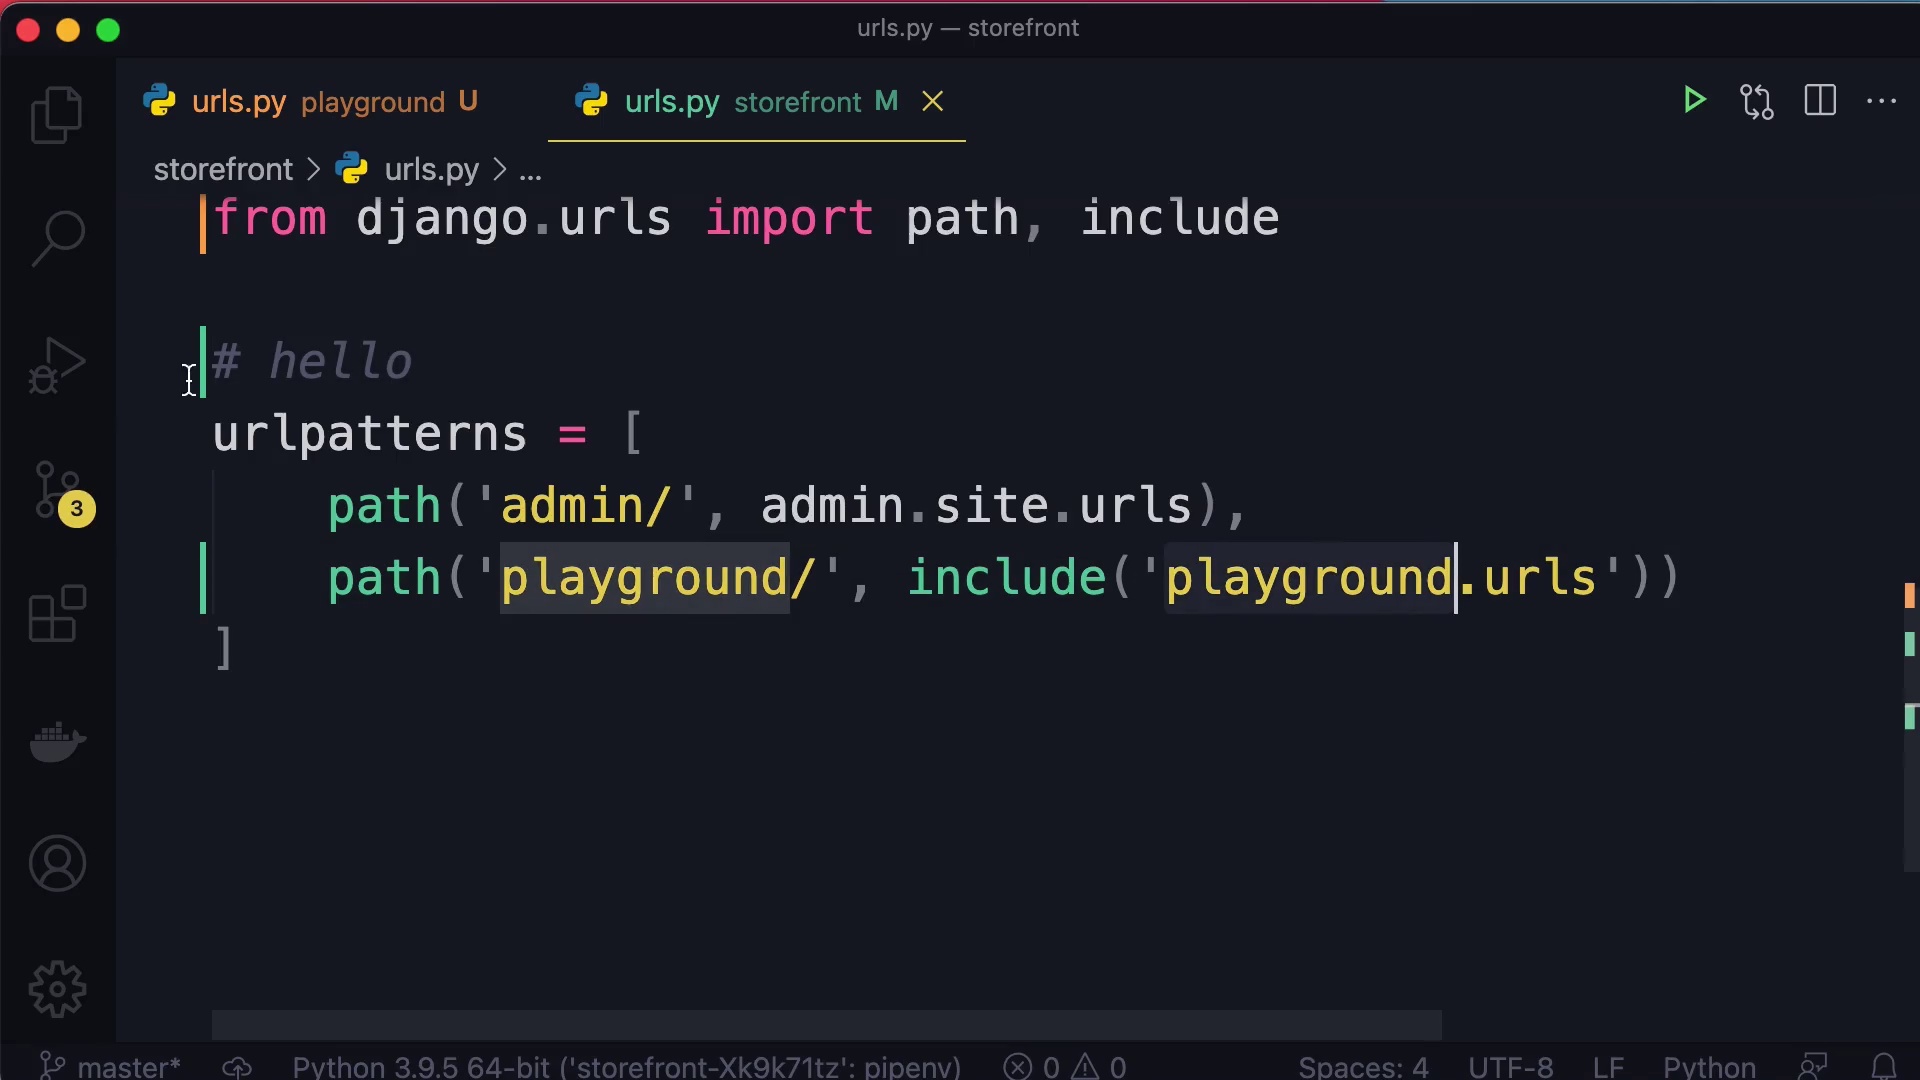 urls.py — storefront
urls.py playground U
urls.py storefront M
storefront > urls.py > ...
from django.urls import path, include
# hello
urlpatterns = [
    path('admin/', admin.site.urls),
    path('playground/', include('playground.urls'))
]
3
master* Python 3.9.5 64-bit ('storefront-Xk9k71tz': pipenv) 0 0 Spaces: 4 UTF-8 LF Python